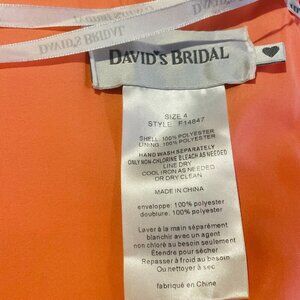 DAVID'S BRIDAL
DAVID'S BRIDAL
SIZE 4
STYLE F14847
SHELL: 100% POLYESTER
LINING: 100% POLYESTER
HAND WASH SEPARATELY
ONLY NON-CHLORINE BLEACH AS NEEDED
LINE DRY
COOL IRON AS NEEDED
OR DRY CLEAN
MADE IN CHINA
enveloppe: 100% polyester
doublure: 100% polyester
Laver à la main séparément
blanchir avec un agent
non chloré au besoin seulement
Étendre pour sécher
Repasser à froid au besoin
Ou nettoyer à sec
fabriqué en Chine